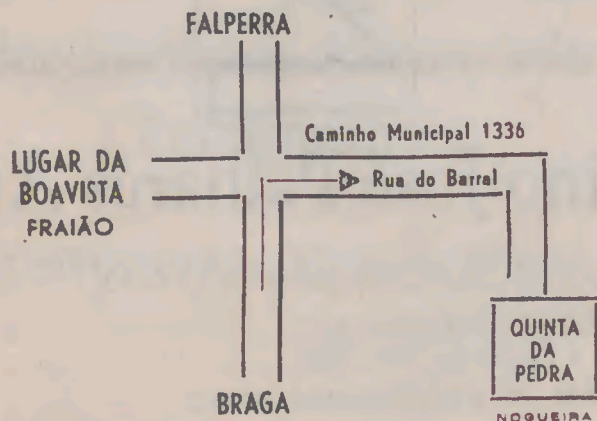 FALPERRA
Caminho Municipal 1336
LUGAR DA
BOAVISTA
FRAIÃO
Rua do Barral
QUINTA
DA
PEDRA
BRAGA
NOGUEIRA